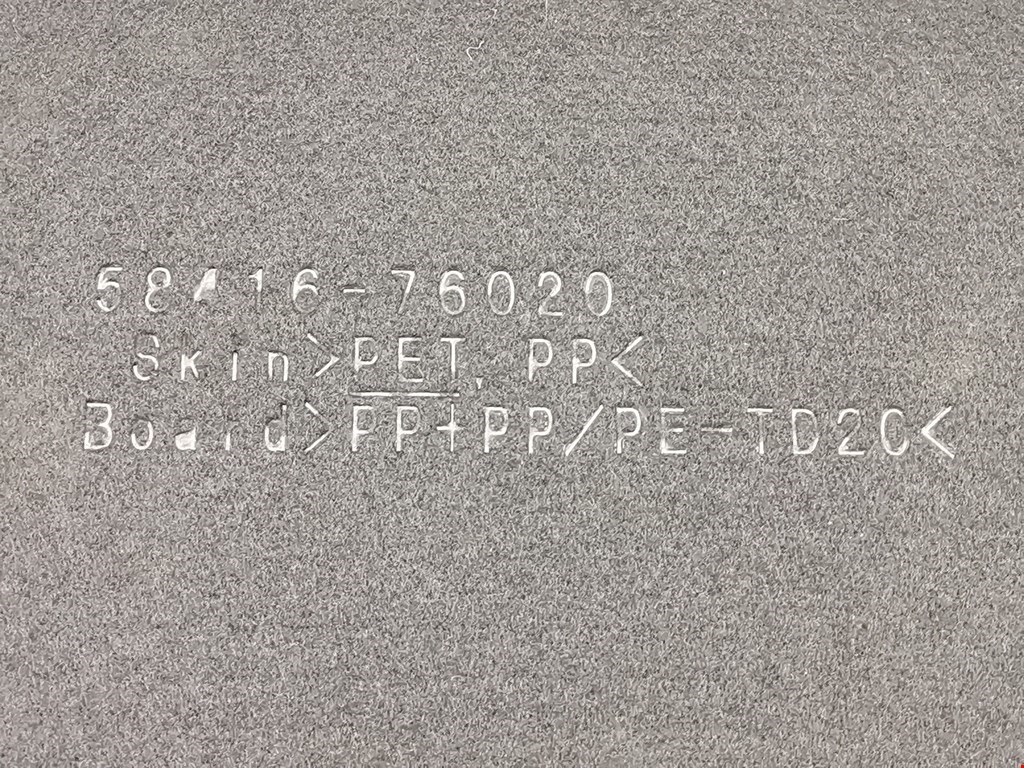 58416-76020
Skin>PET, PP<
Board>PP+PP/PE-TD20<